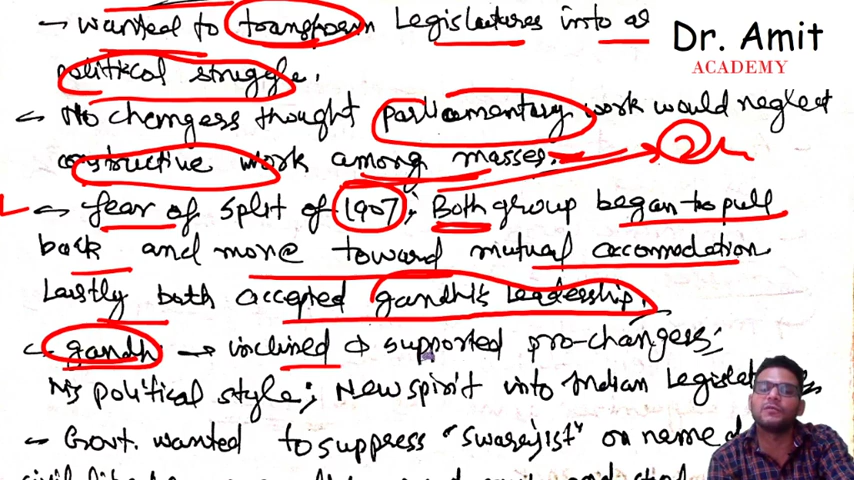 → wanted to transform Legislatures into a
Dr. Amit
ACADEMY
political struggle.
← No changers thought parliamentary work would neglect
constructive work among masses.
← fear of split of 1907; Both group began to pull
back and move toward mutual accomodation
Lastly both accepted gandhi's leadership.
← gandhi → inclined & supported pro-changers;
His political style; New spirit into Indian
← Govt. wanted to suppress "swarajist" on name